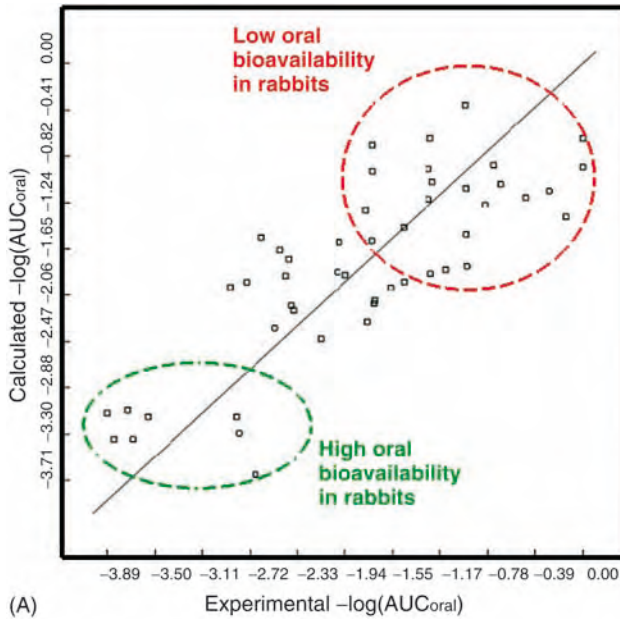 Low oral
bioavailability
in rabbits
0.00
−0.41
−0.82
−1.24
−1.65
−2.06
−2.47
−2.88
−3.30
−3.71
Calculated −log(AUCoral)
High oral
bioavailability
in rabbits
−3.89 −3.50 −3.11 −2.72 −2.33 −1.94 −1.55 −1.17 −0.78 −0.39 0.00
(A) Experimental −log(AUCoral)